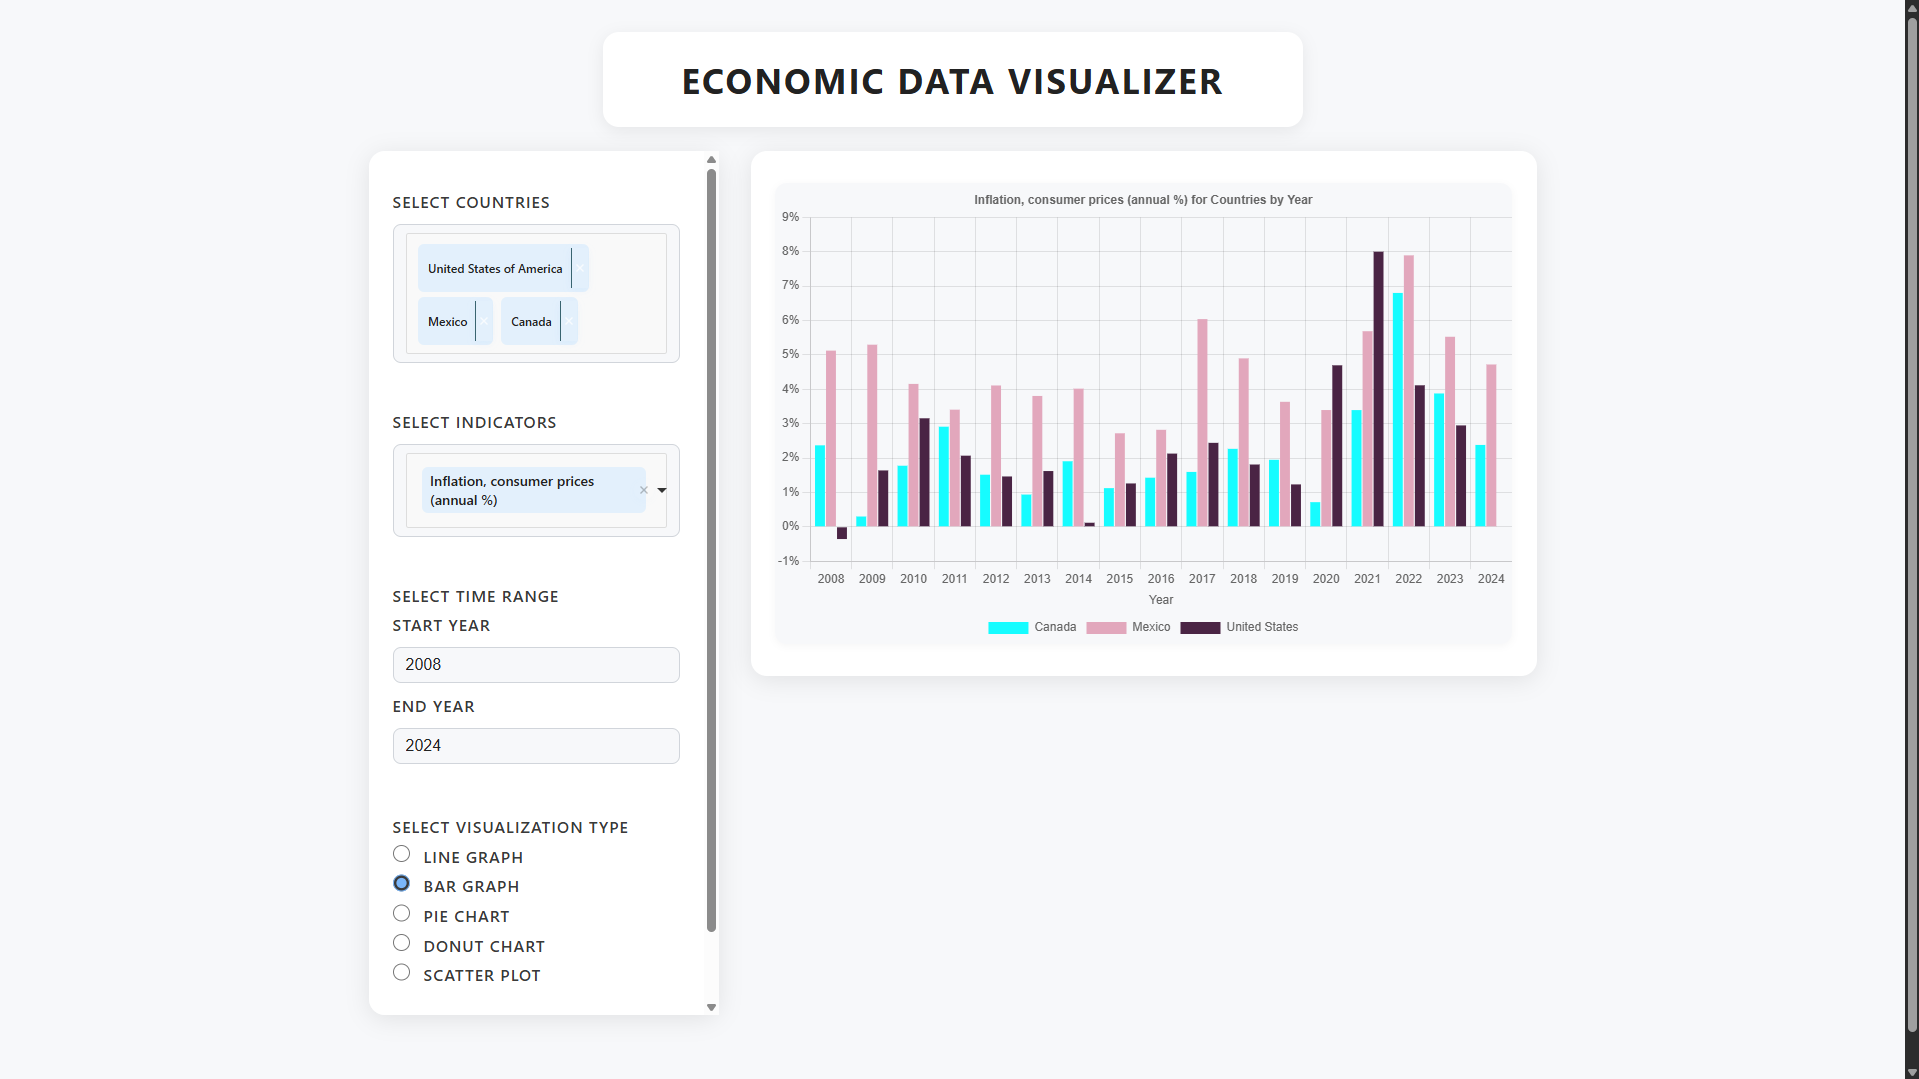 ECONOMIC DATA VISUALIZER
SELECT COUNTRIES
United States of America ×
Mexico × Canada ×
SELECT INDICATORS
Inflation, consumer prices
(annual %) ×
SELECT TIME RANGE
START YEAR
2008
END YEAR
2024
SELECT VISUALIZATION TYPE
LINE GRAPH
BAR GRAPH
PIE CHART
DONUT CHART
SCATTER PLOT
Inflation, consumer prices (annual %) for Countries by Year
9%
8%
7%
6%
5%
4%
3%
2%
1%
0%
-1%
2008 2009 2010 2011 2012 2013 2014 2015 2016 2017 2018 2019 2020 2021 2022 2023 2024
Year
Canada Mexico United States